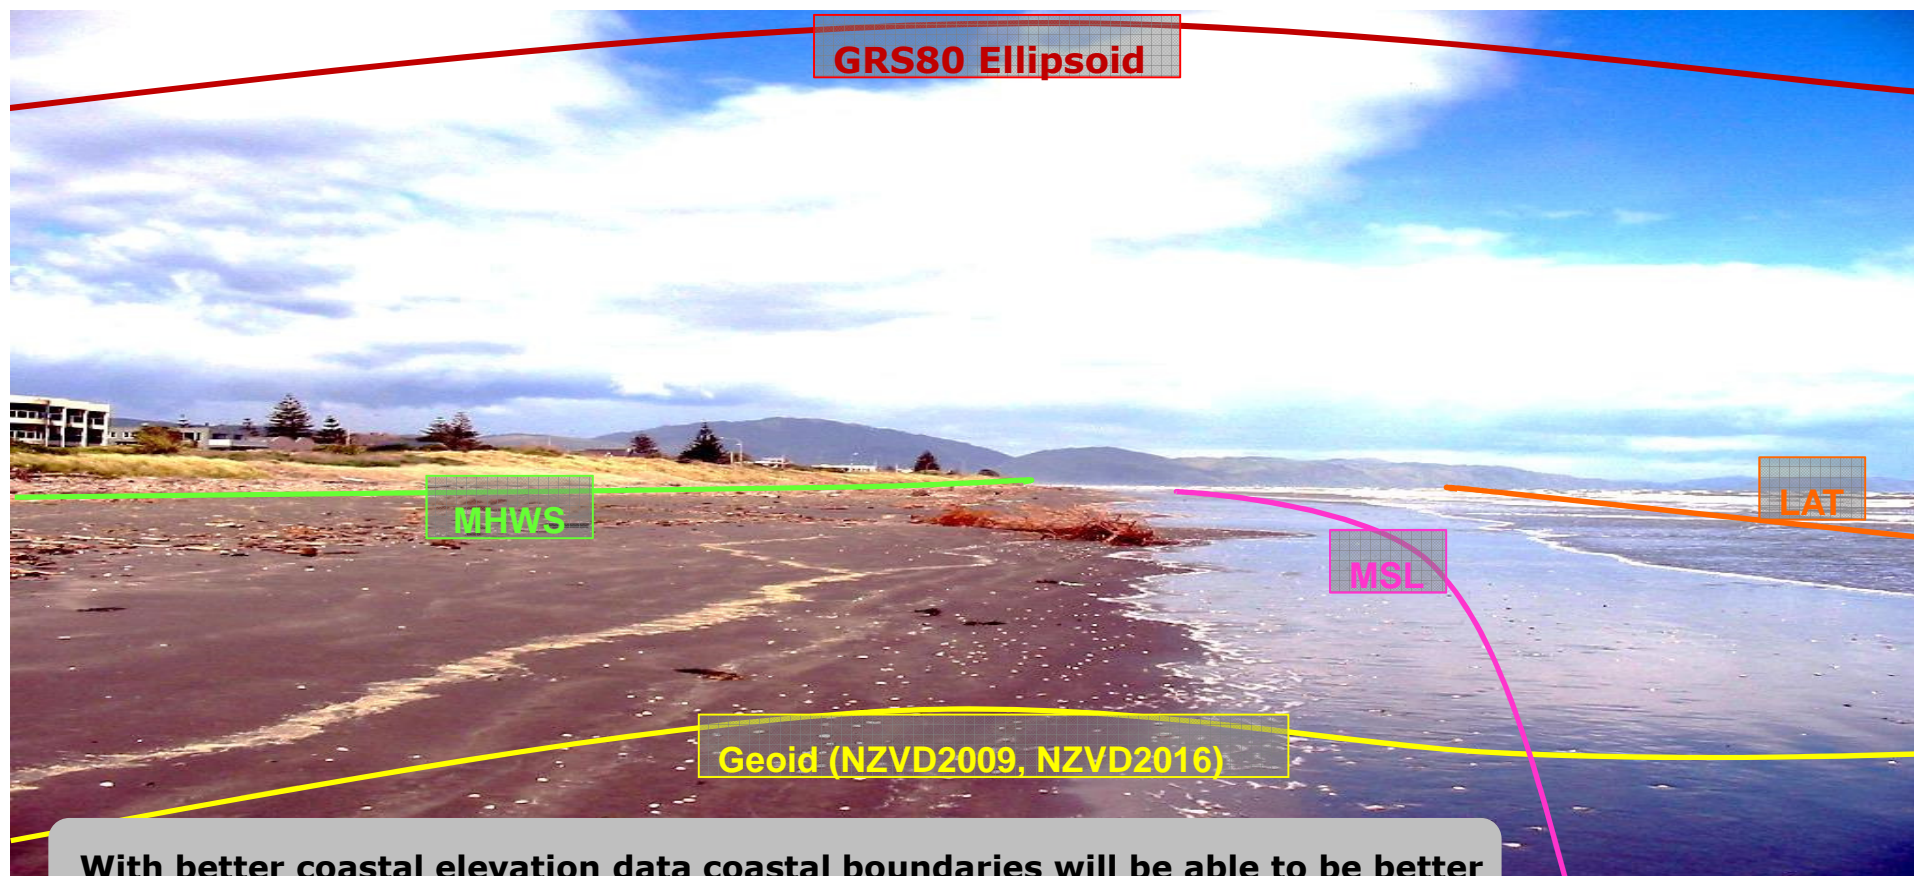 GRS80 Ellipsoid
MHWS
LAT
MSL
Geoid (NZVD2009, NZVD2016)
With better coastal elevation data coastal boundaries will be able to be better